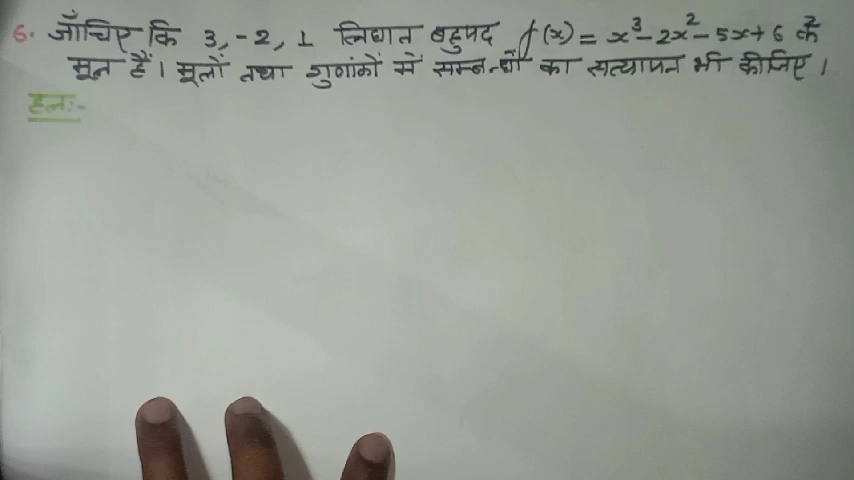 6. जाँचिए कि 3, -2, 1 त्रिघात बहुपद f(x) = x³ - 2x² - 5x + 6 के
मूल हैं। मूलों तथा गुणांकों में सम्बन्धों का सत्यापन भी कीजिए।
हल:-